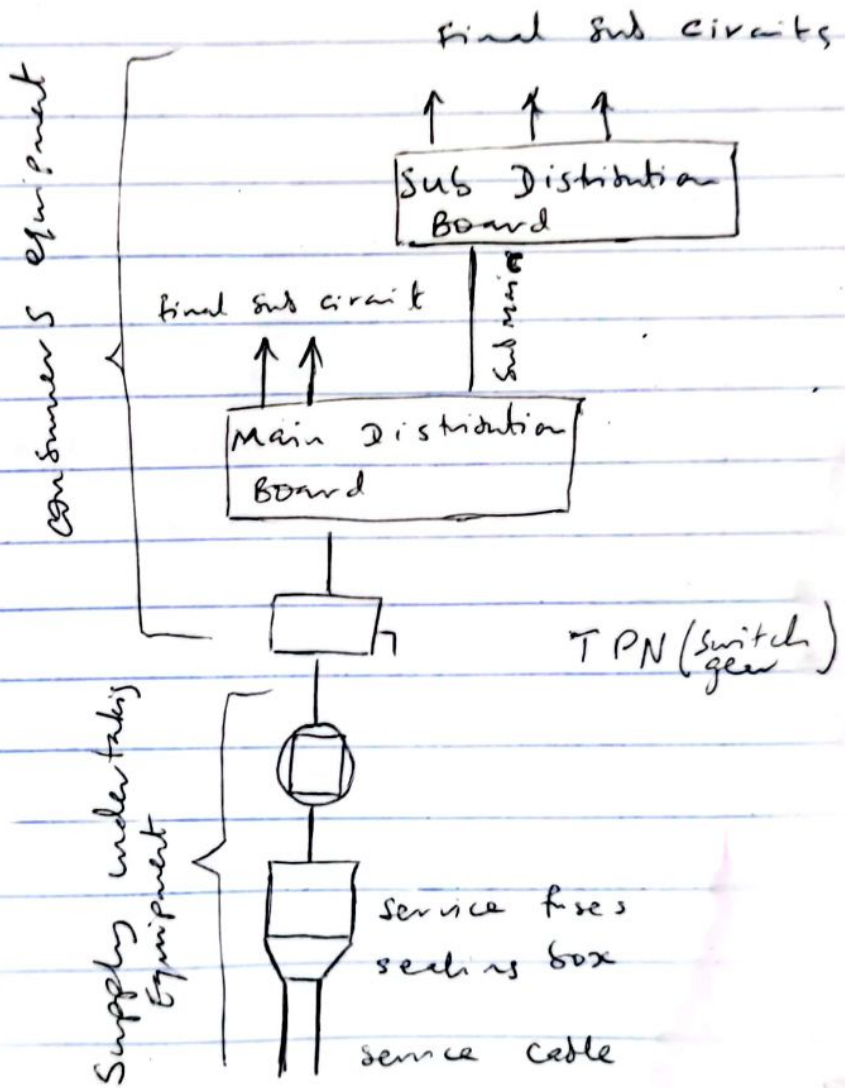 Final Sub Circuits
Sub Distribution
Board
Final Sub circuit
Sub Main
Main Distribution
Board
consumers equipment
TPN (switch
gear)
Supply undertaking
Equipment
service fuses
sealing box
service cable